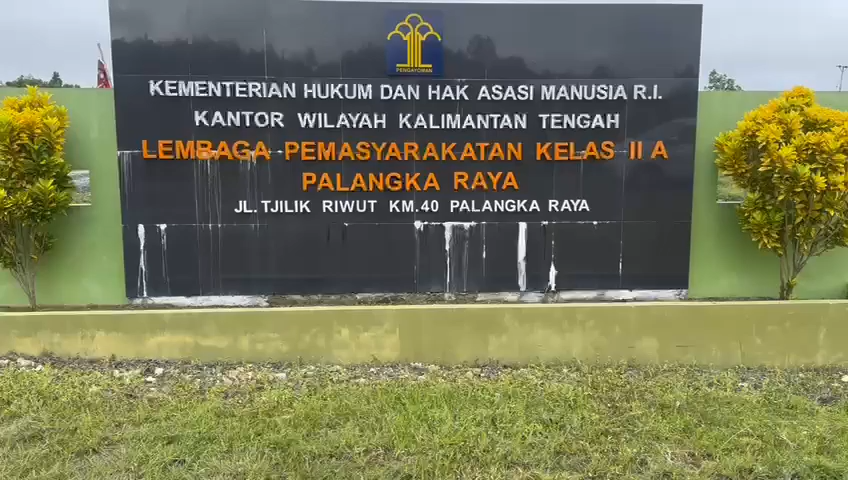 PENGAYOMAN
KEMENTERIAN HUKUM DAN HAK ASASI MANUSIA R.I.
KANTOR WILAYAH KALIMANTAN TENGAH
LEMBAGA PEMASYARAKATAN KELAS II A
PALANGKA RAYA
JL. TJILIK RIWUT KM.40 PALANGKA RAYA